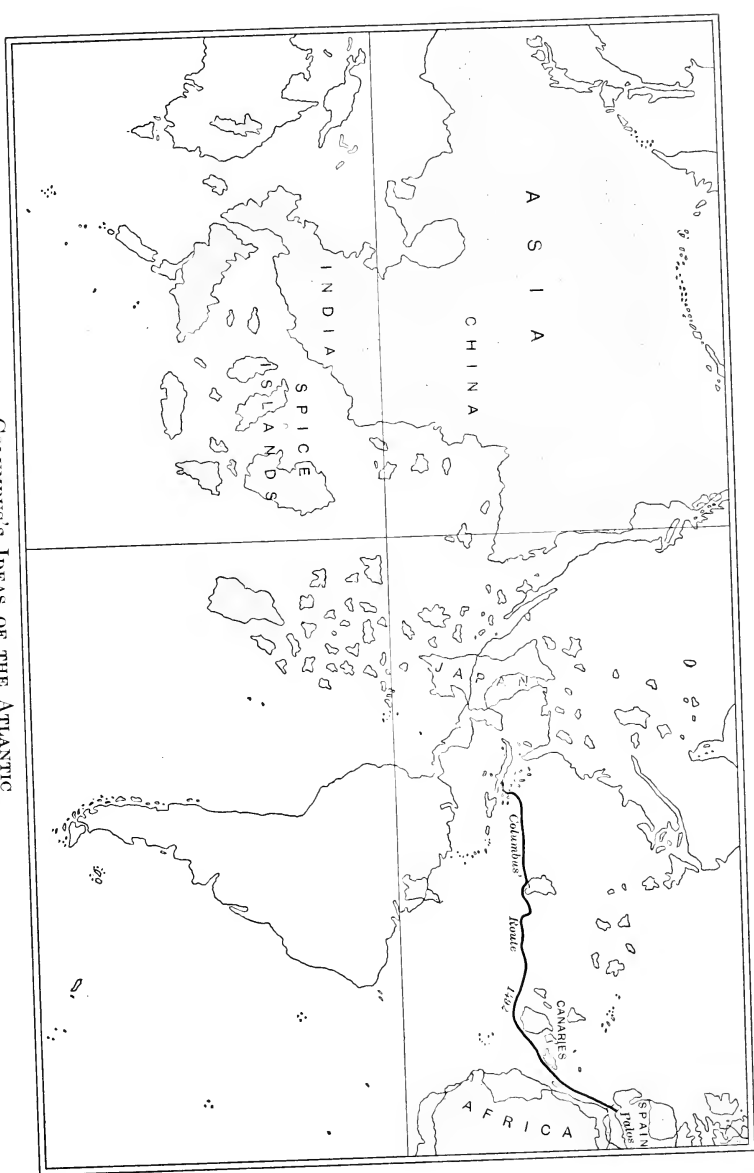 ASIA
CHINA
INDIA
SPICE
ISLANDS
JAPAN
Columbus'
Route
1492
CANARIES
SPAIN
Palos
AFRICA
COLUMBUS'S IDEAS OF THE ATLANTIC